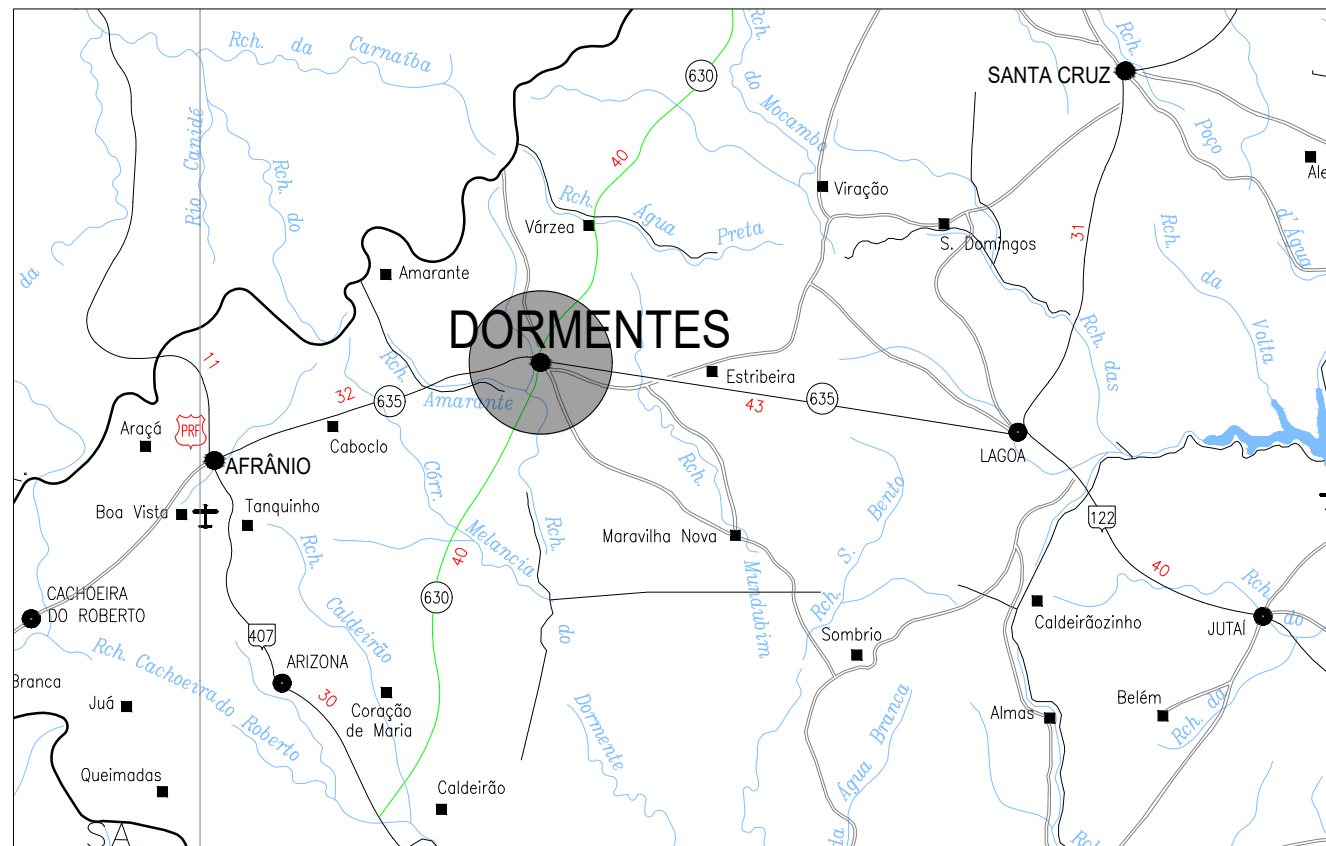 Rch. da Carnaíba
630
Rch.
do Mocambo
SANTA CRUZ
Rch.
Poço
d'Água
Rio Canidé
Rch. do
40
Viração
Rch. Água Preta
Várzea
S. Domingos
31
Rch. da Volta
da
Amarante
DORMENTES
11
Rch.
Amarante
Estribeira
Rch. das
32
635
43
635
PRF
Araçá
Caboclo
AFRÂNIO
LAGOA
Boa Vista
Tanquinho
Córr.
Melancia
Rch.
do
Dormente
Rch.
Mundubim
Maravilha Nova
Rch. S. Bento
122
40
40
630
Rch.
Caldeirão
CACHOEIRA
DO ROBERTO
407
ARIZONA
30
Rch. Cachoeira do Roberto
Sombrio
Caldeirãozinho
Rch. do
JUTAÍ
Branca
Juá
Coração
de Maria
Almas
Belém
Rch. da
Queimadas
Caldeirão
da Água Branca
SA